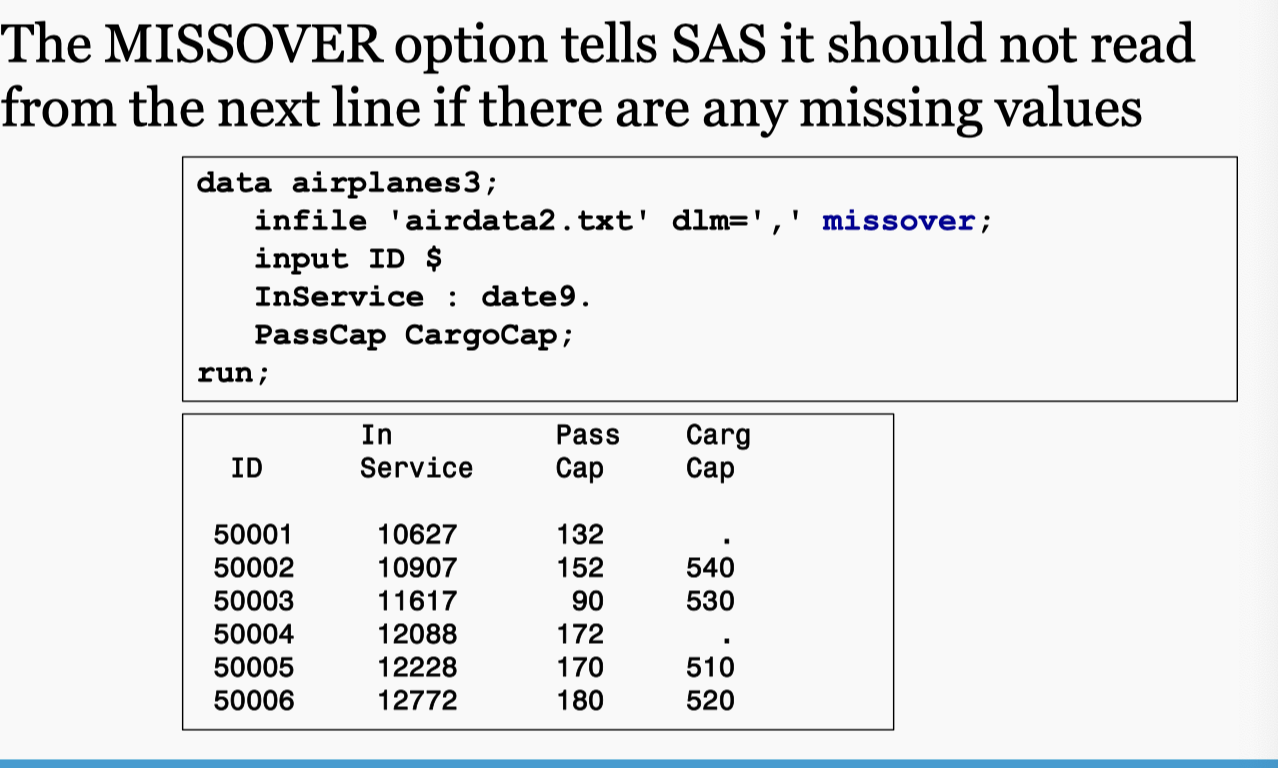 The MISSOVER option tells SAS it should not read
from the next line if there are any missing values
data airplanes3;
infile 'airdata2.txt' dlm=',' missover;
input ID $
InService : date9.
PassCap CargoCap;
run;
In Pass Carg
ID Service Cap Cap
50001 10627 132 .
50002 10907 152 540
50003 11617 90 530
50004 12088 172 .
50005 12228 170 510
50006 12772 180 520